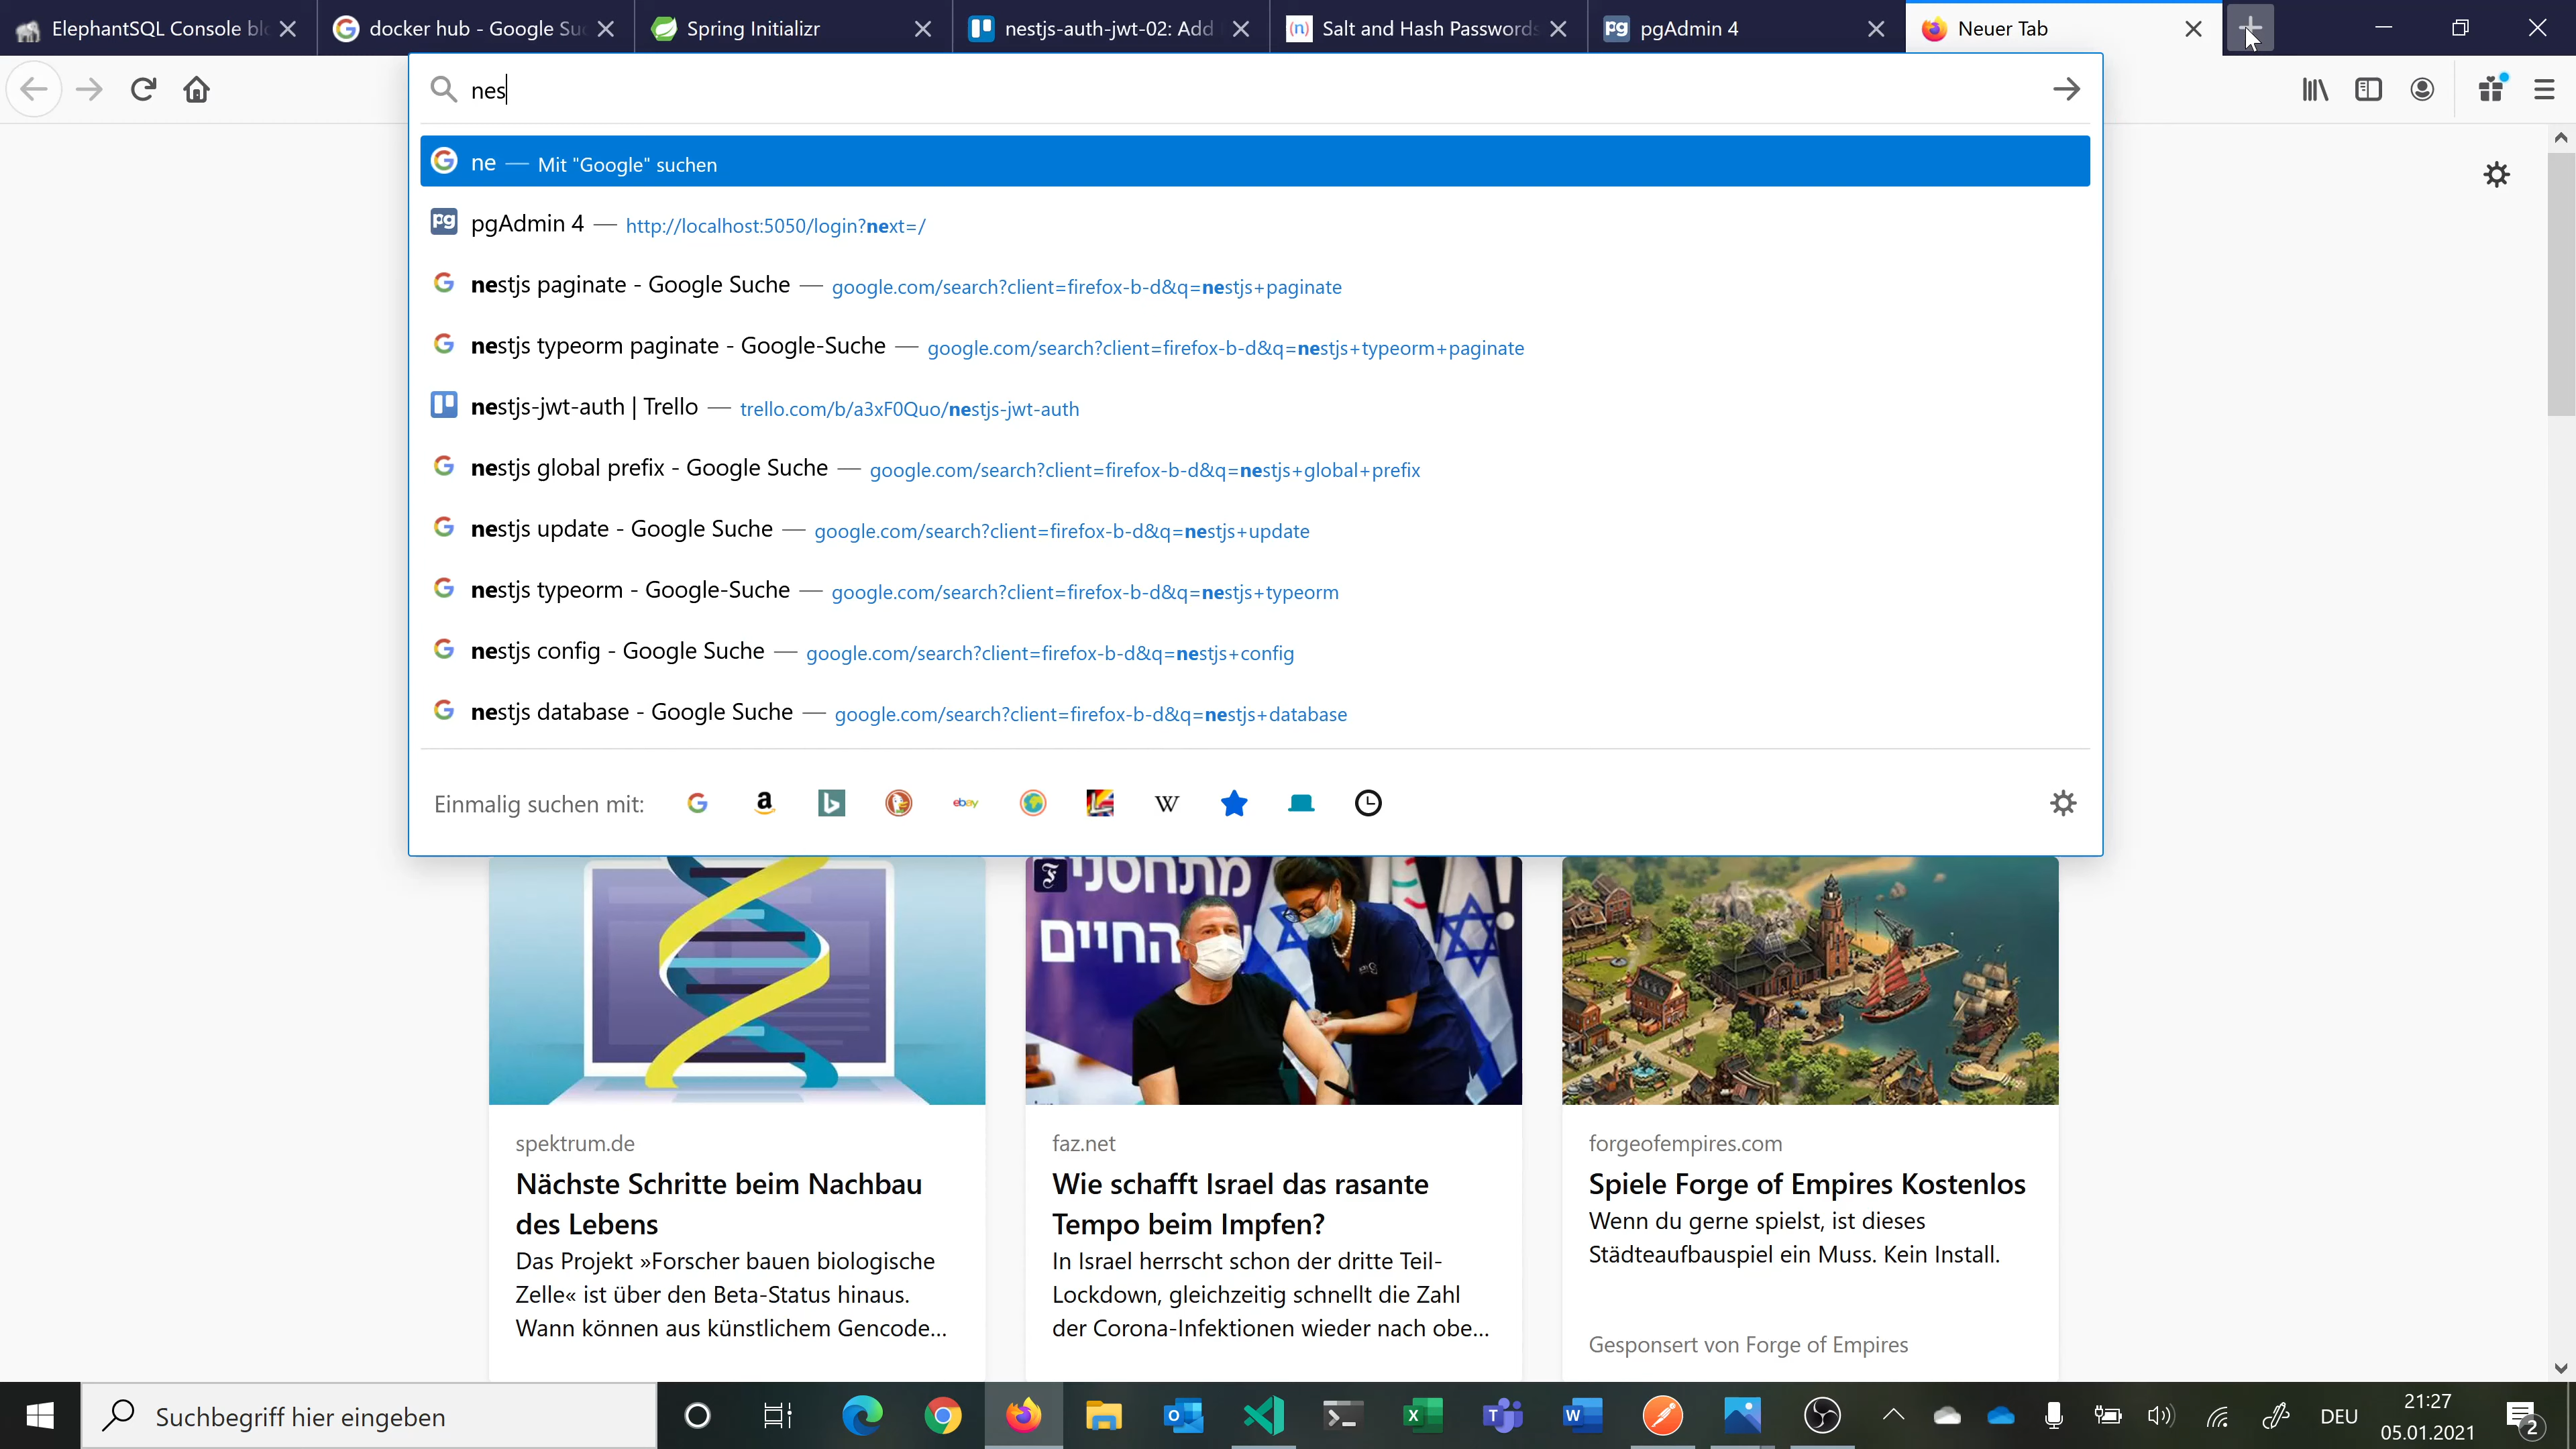 ElephantSQL Console bl
docker hub - Google Su
Spring Initializr
nestjs-auth-jwt-02: Add
Salt and Hash Passwords
pgAdmin 4
Neuer Tab
nes
ne — Mit "Google" suchen
pgAdmin 4 — http://localhost:5050/login?next=/
nestjs paginate - Google Suche — google.com/search?client=firefox-b-d&q=nestjs+paginate
nestjs typeorm paginate - Google-Suche — google.com/search?client=firefox-b-d&q=nestjs+typeorm+paginate
nestjs-jwt-auth | Trello — trello.com/b/a3xF0Quo/nestjs-jwt-auth
nestjs global prefix - Google Suche — google.com/search?client=firefox-b-d&q=nestjs+global+prefix
nestjs update - Google Suche — google.com/search?client=firefox-b-d&q=nestjs+update
nestjs typeorm - Google-Suche — google.com/search?client=firefox-b-d&q=nestjs+typeorm
nestjs config - Google Suche — google.com/search?client=firefox-b-d&q=nestjs+config
nestjs database - Google Suche — google.com/search?client=firefox-b-d&q=nestjs+database
Einmalig suchen mit:
מתחסני
החיים
spektrum.de
Nächste Schritte beim Nachbau
des Lebens
Das Projekt »Forscher bauen biologische
Zelle« ist über den Beta-Status hinaus.
Wann können aus künstlichem Gencode...
faz.net
Wie schafft Israel das rasante
Tempo beim Impfen?
In Israel herrscht schon der dritte Teil-
Lockdown, gleichzeitig schnellt die Zahl
der Corona-Infektionen wieder nach obe...
forgeofempires.com
Spiele Forge of Empires Kostenlos
Wenn du gerne spielst, ist dieses
Städteaufbauspiel ein Muss. Kein Install.
Gesponsert von Forge of Empires
Suchbegriff hier eingeben
DEU
21:27
05.01.2021
2